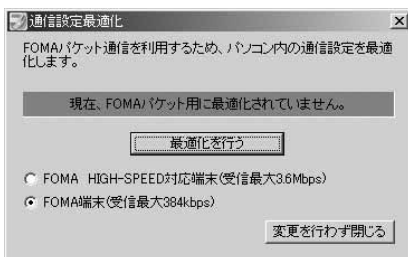 通信設定最適化
FOMAパケット通信を利用するため、パソコン内の通信設定を最適
化します。
現在、FOMAパケット用に最適化されていません。
最適化を行う
FOMA HIGH-SPEED対応端末(受信最大3.6Mbps)
FOMA端末(受信最大384kbps)
変更を行わず閉じる